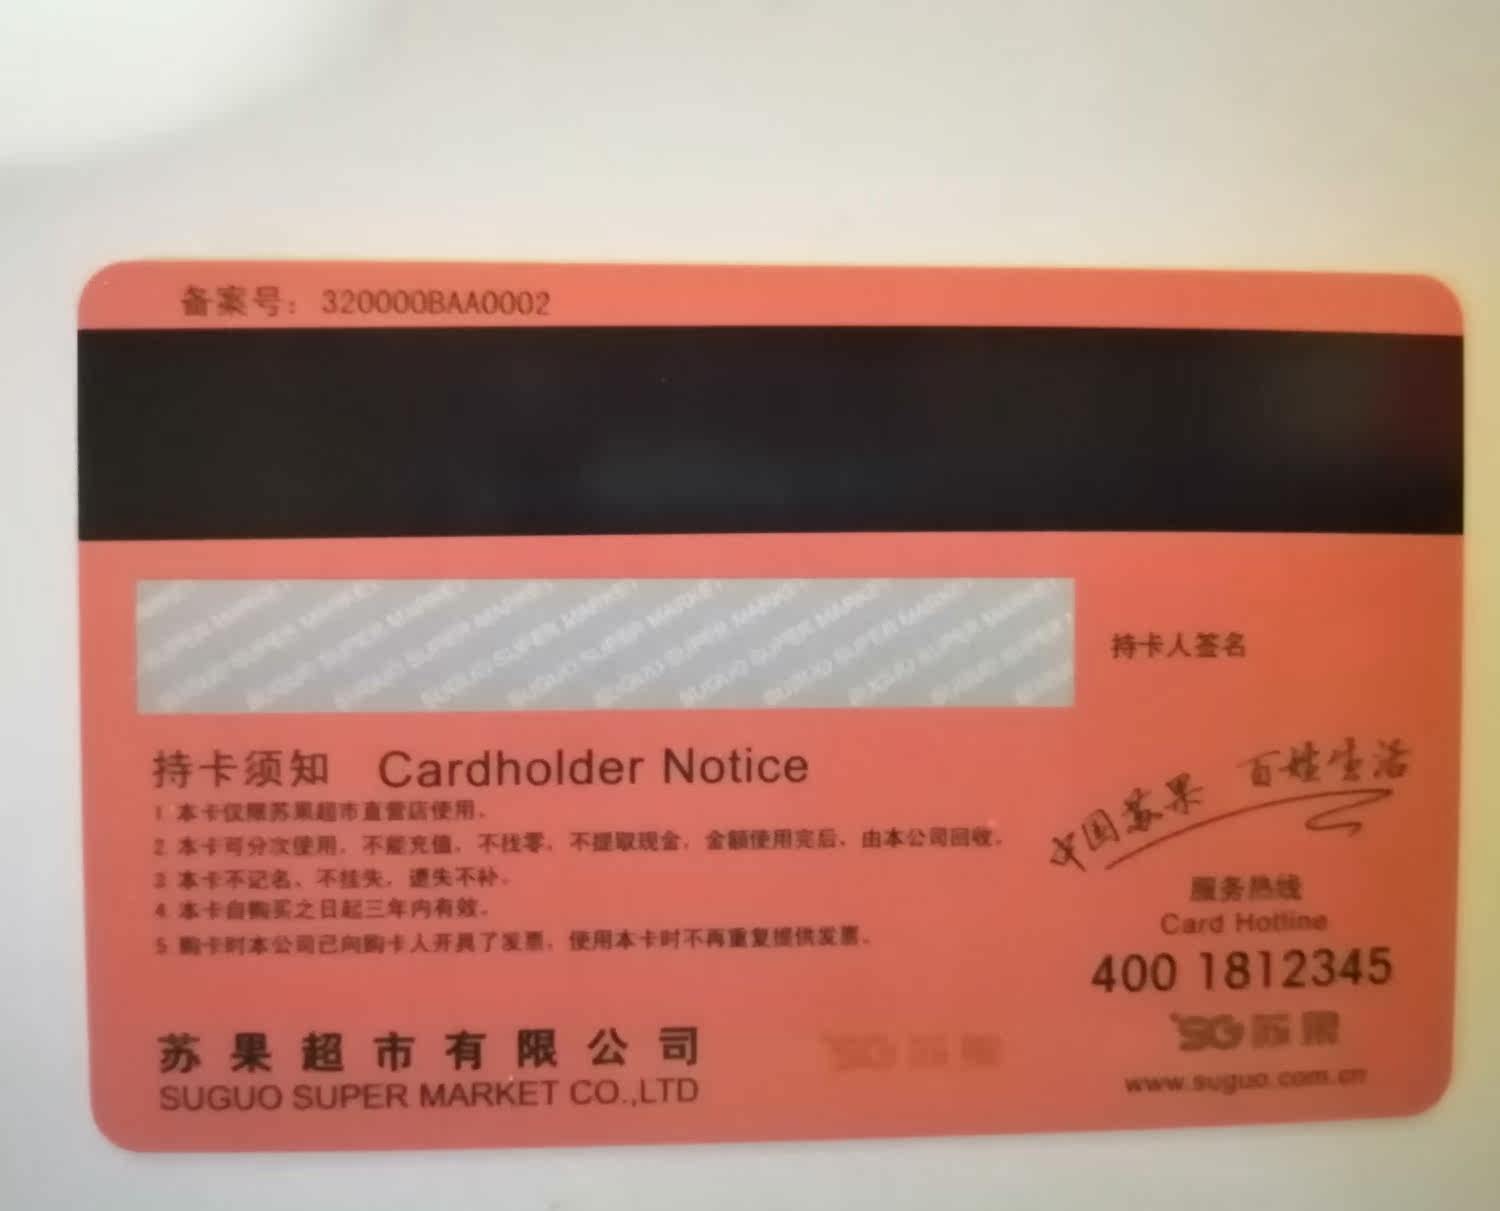 备案号：320000BAA0002
SUGUO SUPER MARKET
持卡人签名
持卡须知 Cardholder Notice
1 本卡仅限苏果超市直营店使用。
2 本卡可分次使用，不能充值，不找零，不提取现金，金额使用完后，由本公司回收。
3 本卡不记名、不挂失，遗失不补。
4 本卡自购买之日起三年内有效。
5 购卡时本公司已向购卡人开具了发票，使用本卡时不再重复提供发票。
中国苏果 百姓生活
服务热线
Card Hotline
400 1812345
SG 苏果
www.suguo.com.cn
苏果超市有限公司
SUGUO SUPER MARKET CO.,LTD
SG 苏果